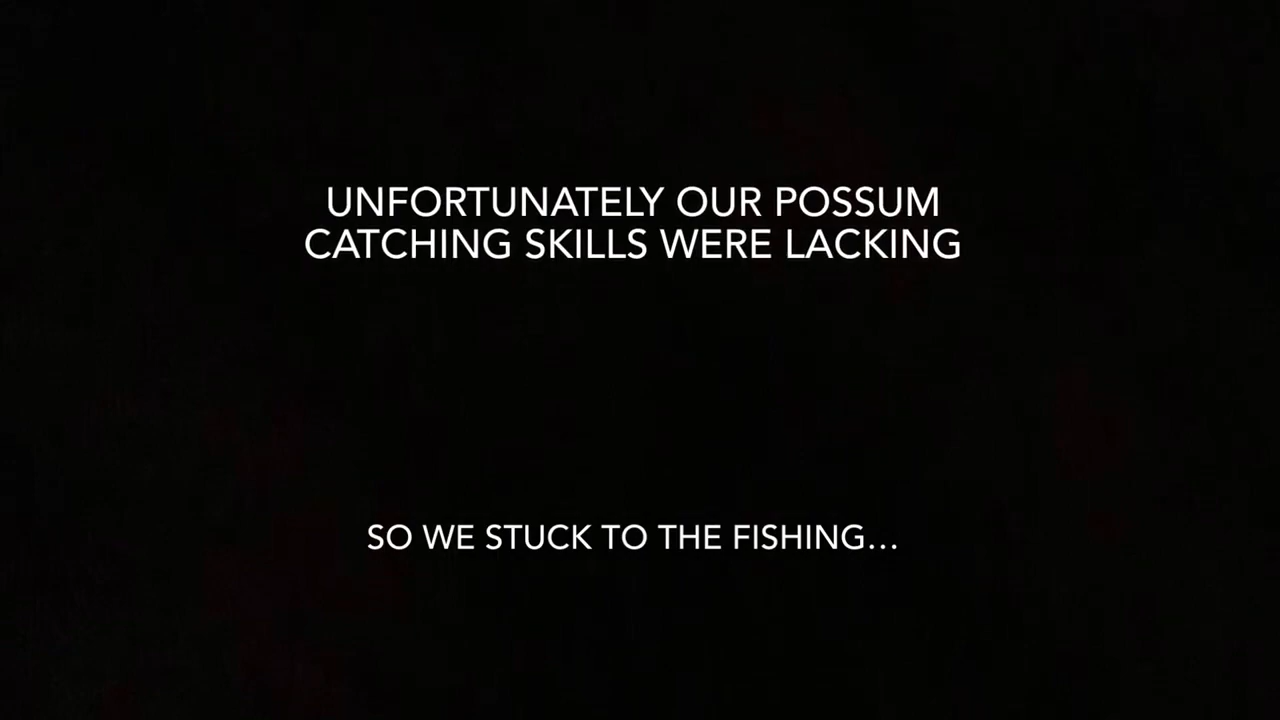 UNFORTUNATELY OUR POSSUM
CATCHING SKILLS WERE LACKING
SO WE STUCK TO THE FISHING...